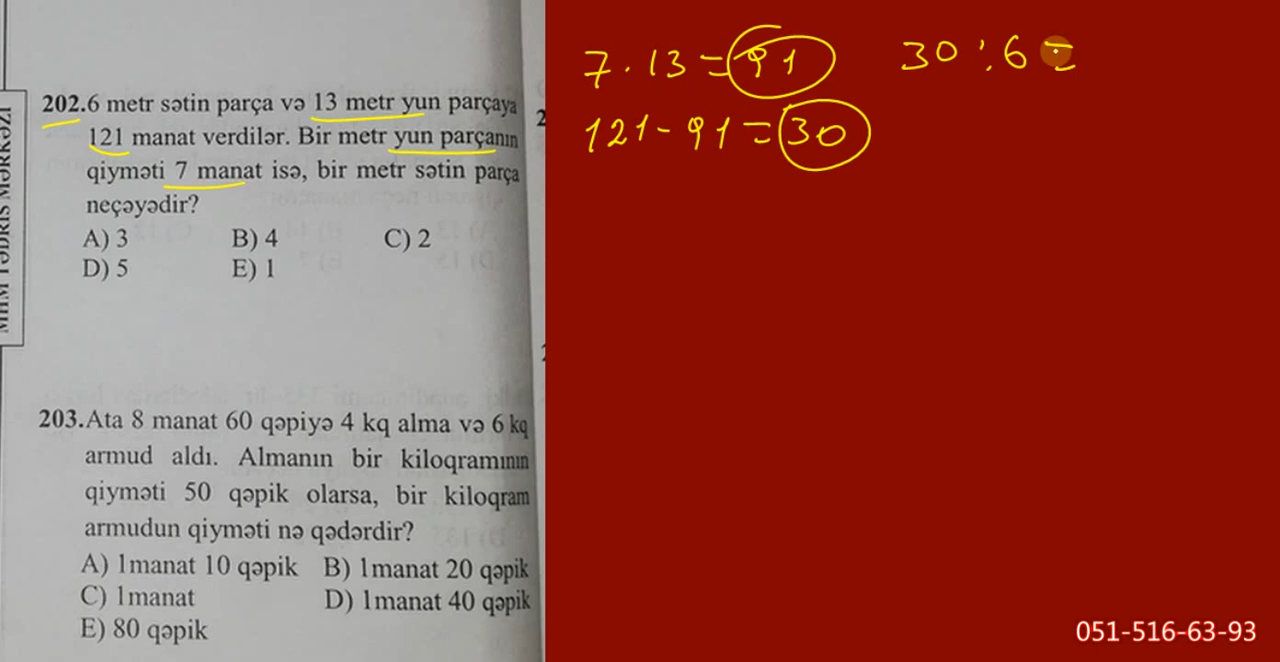 202.6 metr sətin parça və 13 metr yun parçaya
121 manat verdilər. Bir metr yun parçanın
qiyməti 7 manat isə, bir metr sətin parça
neçəyədir?
A) 3 B) 4 C) 2
D) 5 E) 1
203.Ata 8 manat 60 qəpiyə 4 kq alma və 6 kq
armud aldı. Almanın bir kiloqramının
qiyməti 50 qəpik olarsa, bir kiloqram
armudun qiyməti nə qədərdir?
A) 1manat 10 qəpik B) 1manat 20 qəpik
C) 1manat D) 1manat 40 qəpik
E) 80 qəpik
MHM TƏDRİS MƏRKƏZİ
7 · 13 = 91 30 : 6 =
121 - 91 = 30
051-516-63-93